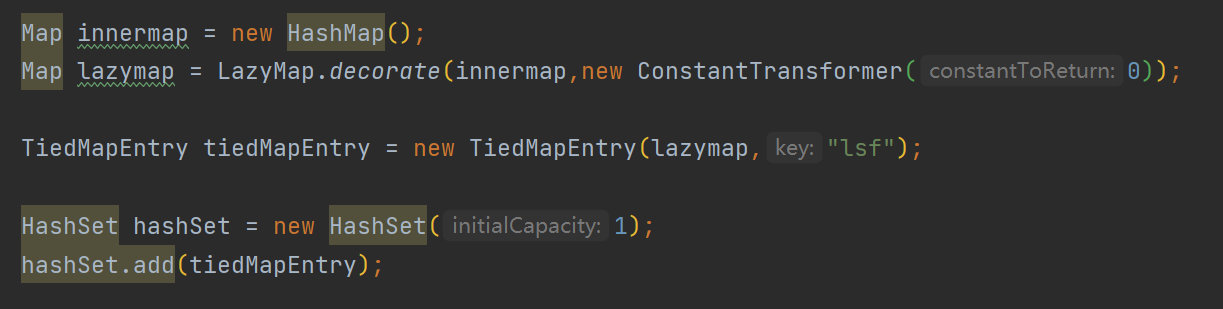 Map innermap = new HashMap();
Map lazymap = LazyMap.decorate(innermap,new ConstantTransformer( constantToReturn: 0));
TiedMapEntry tiedMapEntry = new TiedMapEntry(lazymap, key: "lsf");
HashSet hashSet = new HashSet( initialCapacity: 1);
hashSet.add(tiedMapEntry);